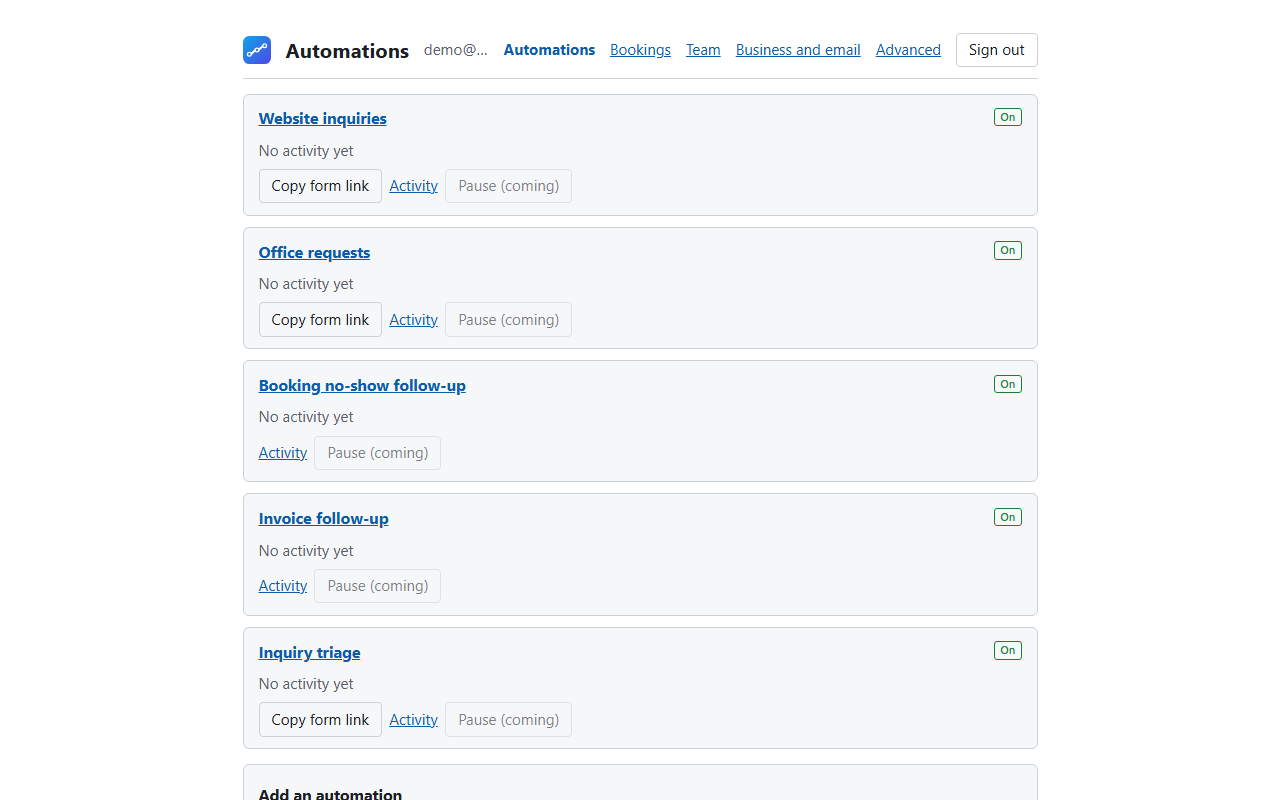 Automations demo@... Automations Bookings Team Business and email Advanced Sign out
Website inquiries On
No activity yet
Copy form link Activity Pause (coming)
Office requests On
No activity yet
Copy form link Activity Pause (coming)
Booking no-show follow-up On
No activity yet
Activity Pause (coming)
Invoice follow-up On
No activity yet
Activity Pause (coming)
Inquiry triage On
No activity yet
Copy form link Activity Pause (coming)
Add an automation